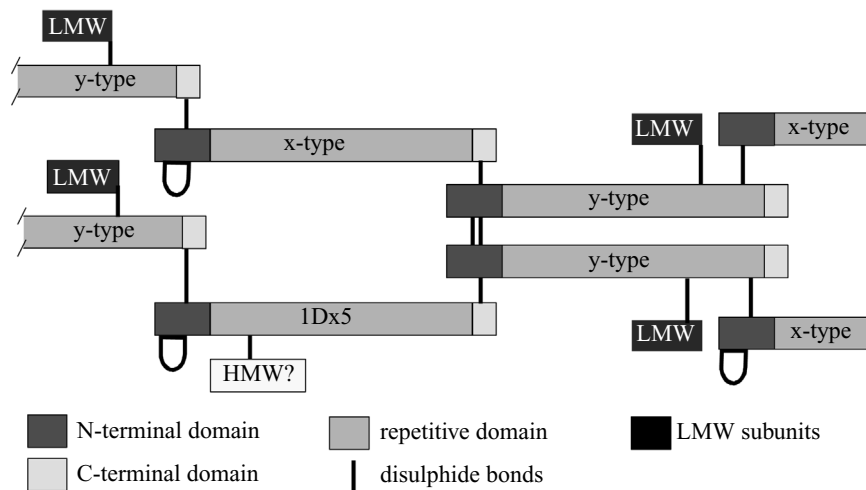 LMW
y-type
x-type
LMW
x-type
LMW
y-type
y-type
y-type
1Dx5
LMW
x-type
HMW?
N-terminal domain
repetitive domain
LMW subunits
C-terminal domain
disulphide bonds